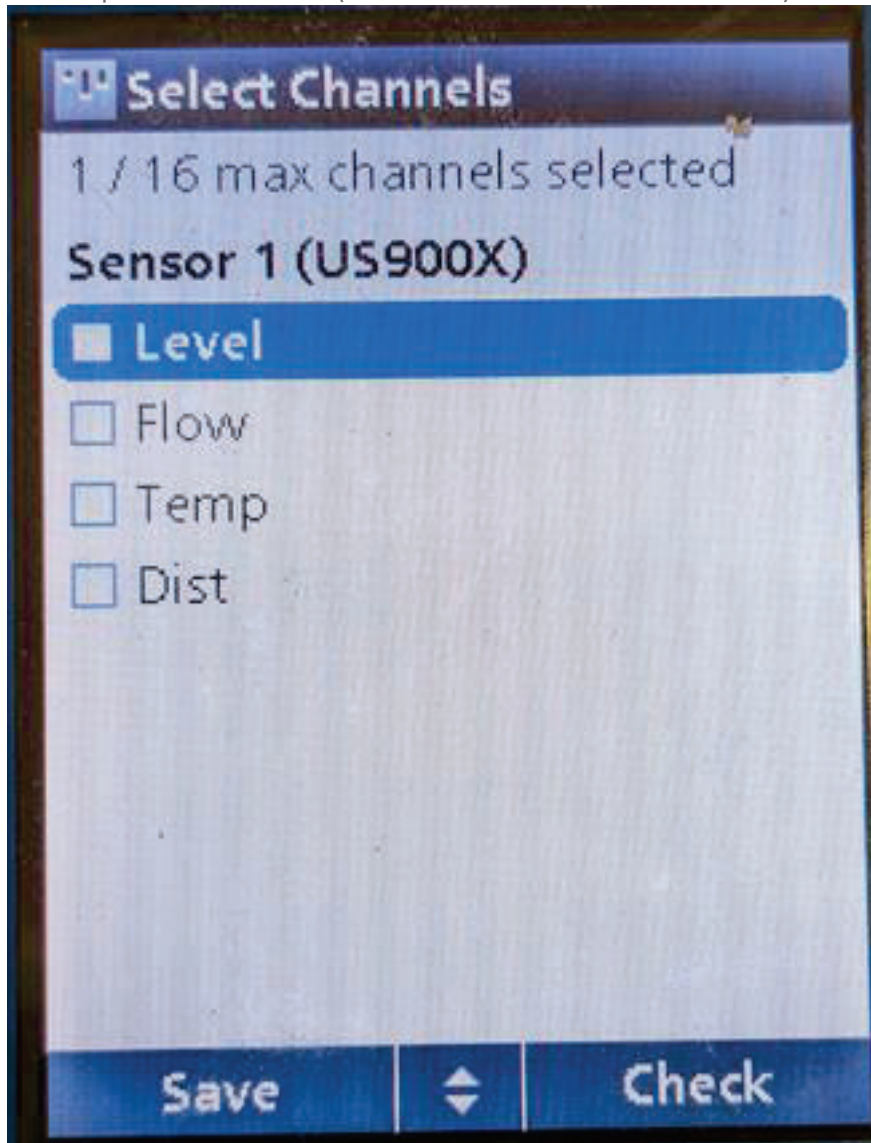 Select Channels
1 / 16 max channels selected
Sensor 1 (US900X)
Level
Flow
Temp
Dist
Save
Check